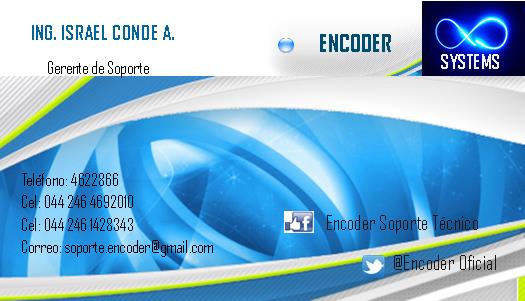 ING. ISRAEL CONDE A.
Gerente de Soporte
ENCODER
SYSTEMS
Teléfono: 4622866
Cel: 044 246 4692010
Cel: 044 246 1428343
Correo: soporte.encoder@gmail.com
Encoder Soporte Técnico
@Encoder Oficial